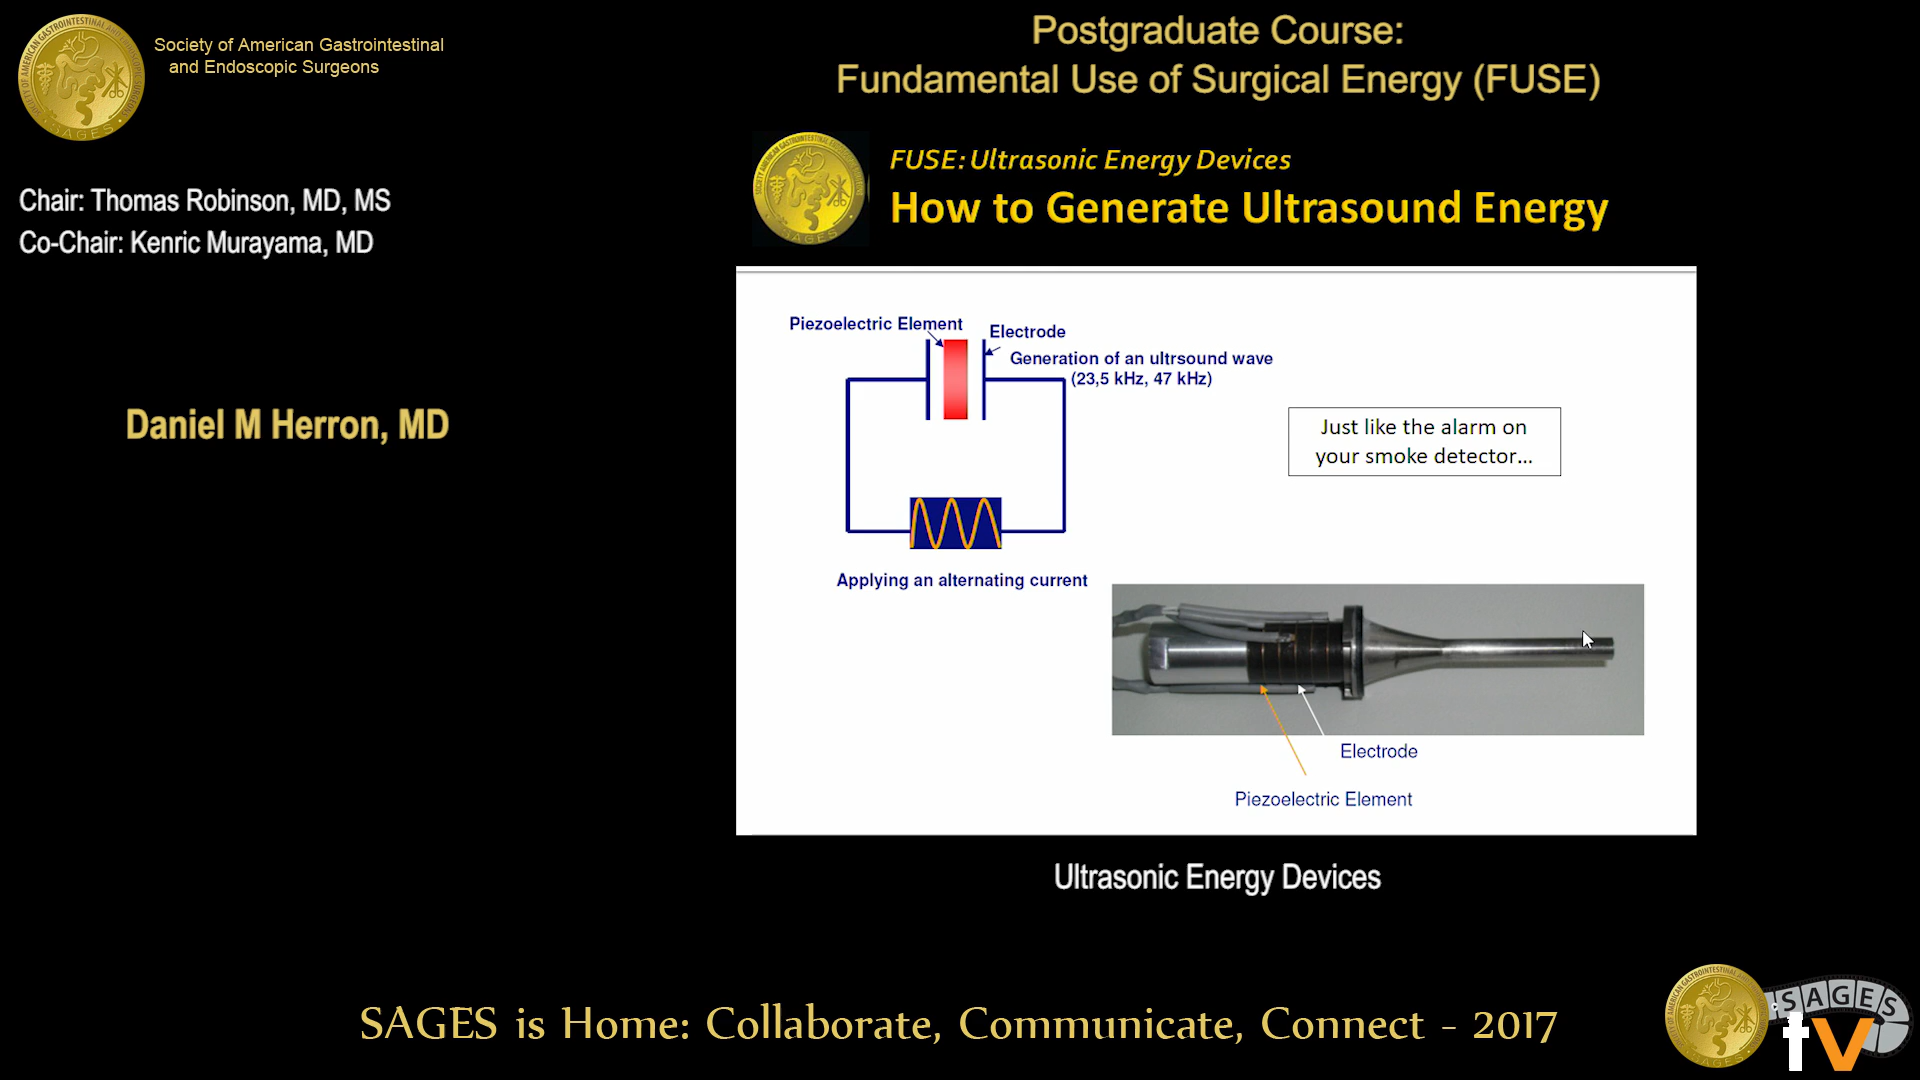 Society of American Gastrointestinal
and Endoscopic Surgeons
Postgraduate Course:
Fundamental Use of Surgical Energy (FUSE)
Chair: Thomas Robinson, MD, MS
Co-Chair: Kenric Murayama, MD
Daniel M Herron, MD
FUSE: Ultrasonic Energy Devices
How to Generate Ultrasound Energy
Piezoelectric Element
Electrode
Generation of an ultrsound wave
(23,5 kHz, 47 kHz)
Just like the alarm on
your smoke detector...
Applying an alternating current
Electrode
Piezoelectric Element
Ultrasonic Energy Devices
SAGES is Home: Collaborate, Communicate, Connect - 2017
SAGES
tv